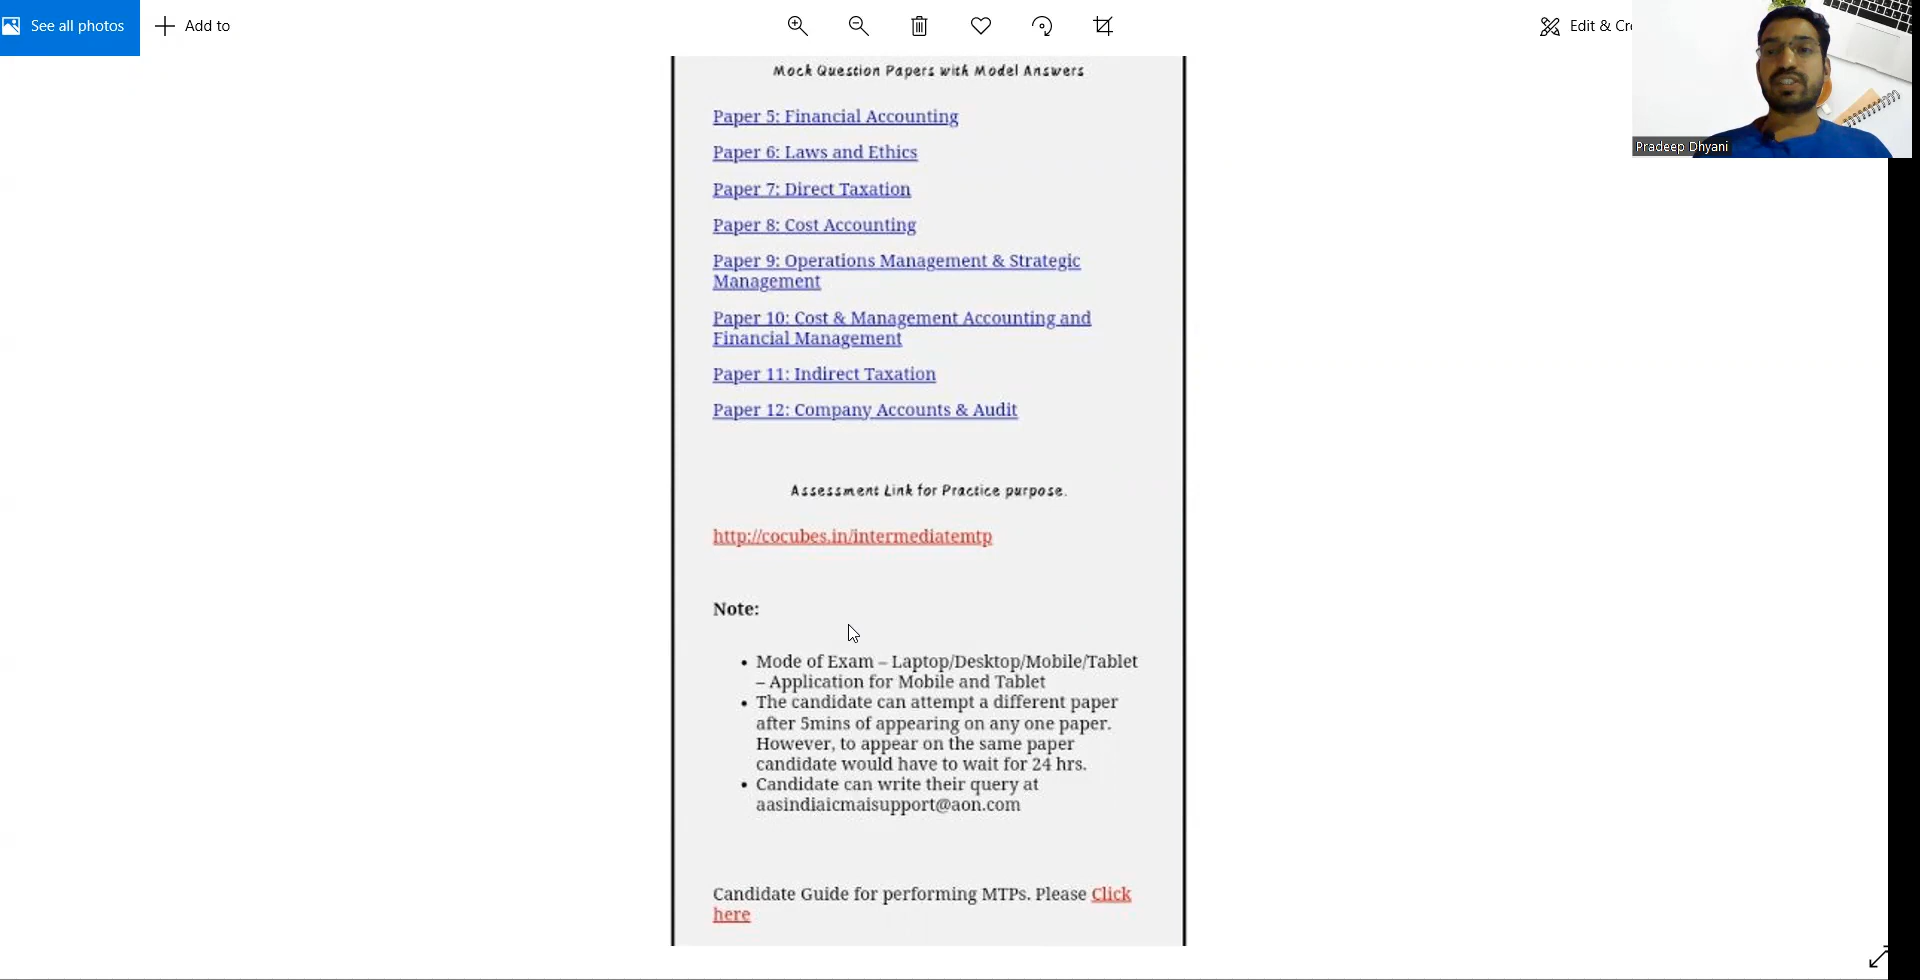 See all photos
Add to
Edit & Cre
Pradeep Dhyani
Mock Question Papers with Model Answers
Paper 5: Financial Accounting
Paper 6: Laws and Ethics
Paper 7: Direct Taxation
Paper 8: Cost Accounting
Paper 9: Operations Management & Strategic
Management
Paper 10: Cost & Management Accounting and
Financial Management
Paper 11: Indirect Taxation
Paper 12: Company Accounts & Audit
Assessment Link for Practice purpose.
http://cocubes.in/intermediatemtp
Note:
• Mode of Exam – Laptop/Desktop/Mobile/Tablet
– Application for Mobile and Tablet
• The candidate can attempt a different paper
after 5mins of appearing on any one paper.
However, to appear on the same paper
candidate would have to wait for 24 hrs.
• Candidate can write their query at
aasindiaicmaisupport@aon.com
Candidate Guide for performing MTPs. Please Click
here